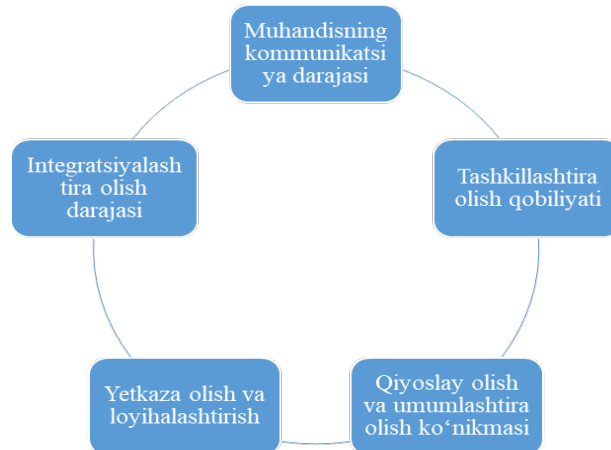 Muhandisning
kommunikatsi
ya darajasi
Tashkillashtira
olish qobiliyati
Qiyoslay olish
va umumlashtira
olish ko‘nikmasi
Yetkaza olish va
loyihalashtirish
Integratsiyalash
tira olish
darajasi